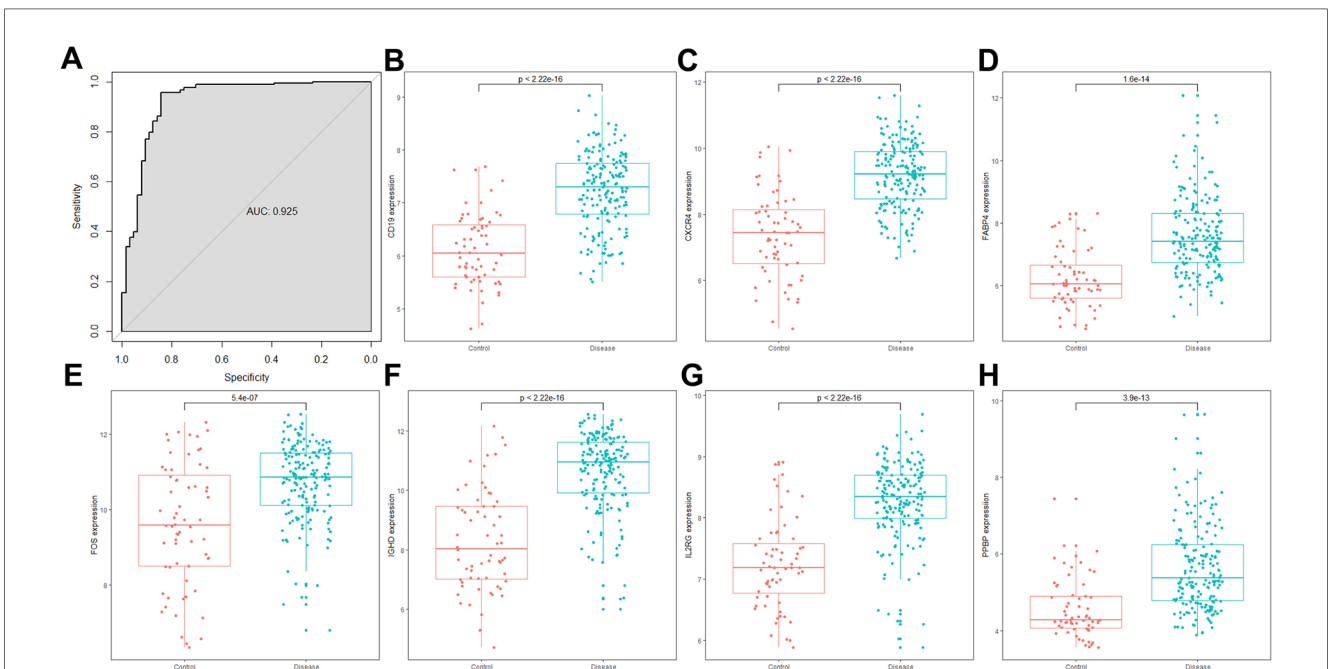 A
1.0
0.8
0.6
0.4
0.2
0.0
Sensitivity
AUC: 0.925
1.0
0.8
0.6
0.4
0.2
0.0
Specificity
B
p < 2.22e-16
9
8
7
6
5
CD19 expression
Control
Disease
C
p < 2.22e-16
12
10
8
6
CXCR4 expression
Control
Disease
D
1.6e-14
12
10
8
6
FABP4 expression
Control
Disease
E
5.4e-07
12
10
8
FOS expression
Control
Disease
F
p < 2.22e-16
12
10
8
6
IGHD expression
Control
Disease
G
p < 2.22e-16
10
9
8
7
6
IL2RG expression
Control
Disease
H
3.9e-13
10
8
6
4
PPBP expression
Control
Disease